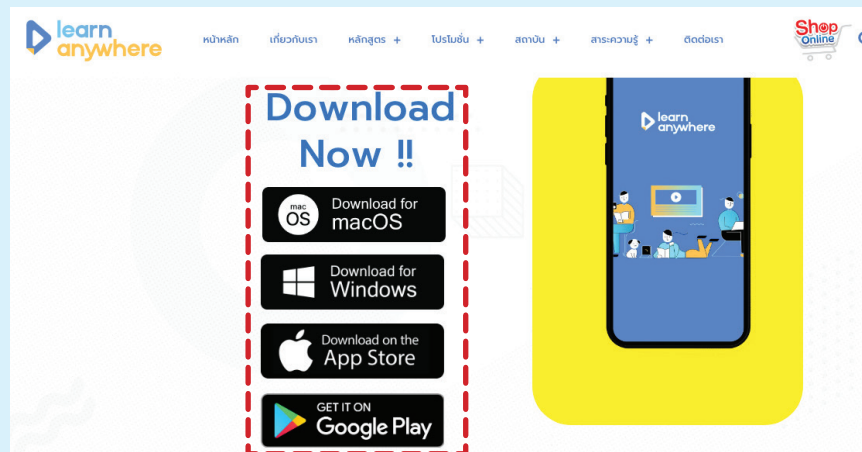 learn
anywhere
หน้าหลัก เกี่ยวกับเรา หลักสูตร + โปรโมชั่น + สถาบัน + สาระความรู้ + ติดต่อเรา
Shop
Online
Download
Now !!
mac
OS
Download for
macOS
Download for
Windows
Download on the
App Store
GET IT ON
Google Play
learn
anywhere